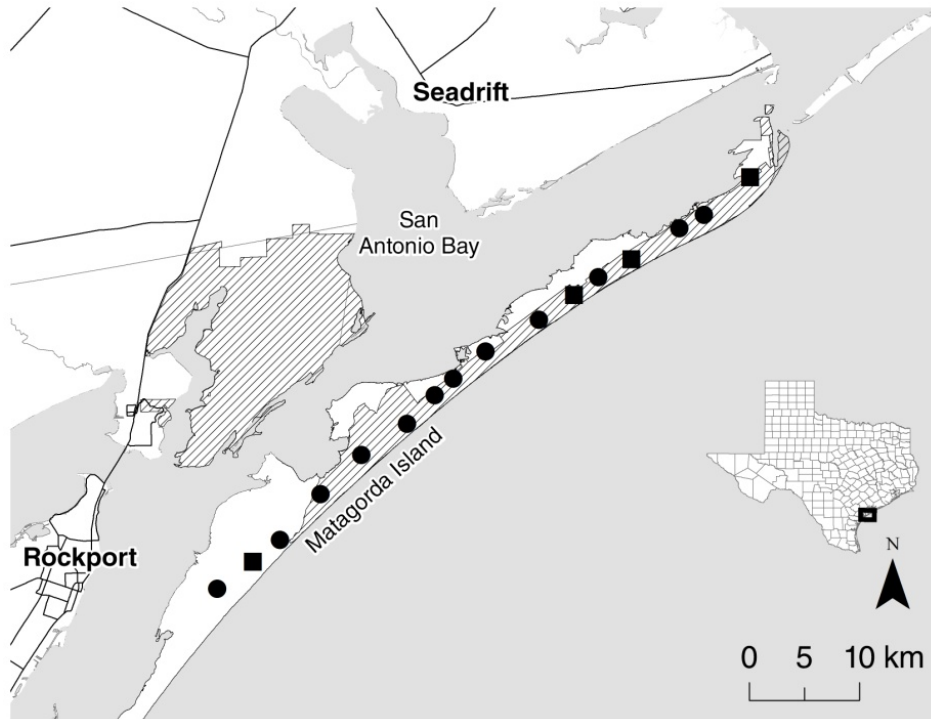 Seadrift
San
Antonio Bay
Matagorda Island
Rockport
N
0 5 10 km